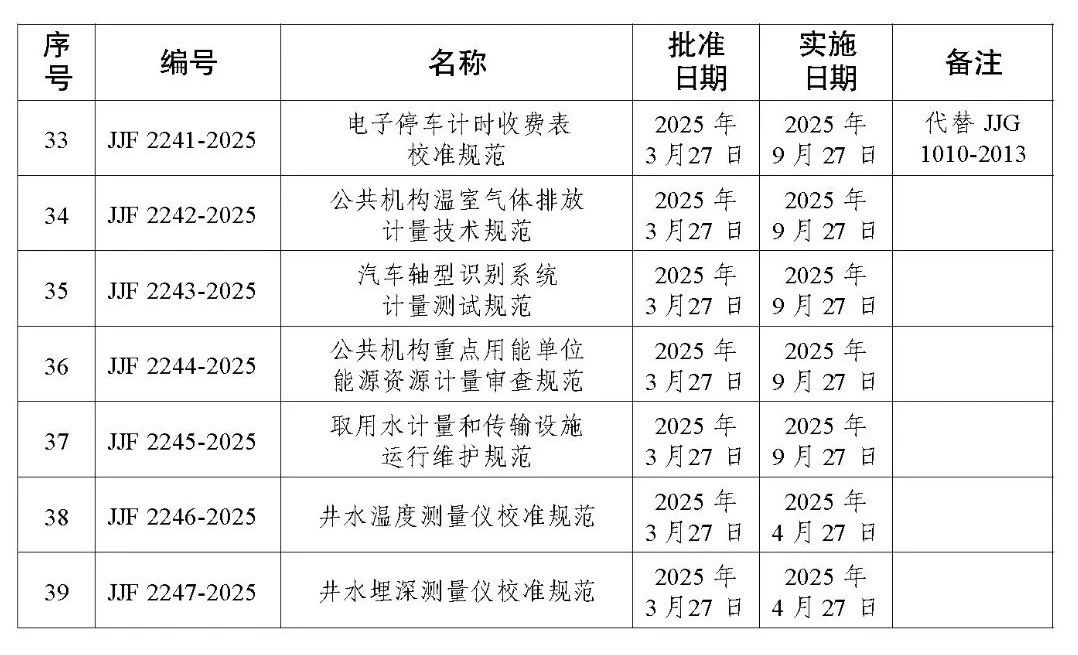 序号 编号 名称 批准日期 实施日期 备注
33 JJF 2241-2025 电子停车计时收费表校准规范 2025 年 3 月27 日 2025 年 9 月 27 日 代替 JJG 1010-2013
34 JJF 2242-2025 公共机构温室气体排放计量技术规范 2025 年 3 月27 日 2025 年 9 月 27 日
35 JJF 2243-2025 汽车轴型识别系统计量测试规范 2025 年 3 月27 日 2025 年 9 月 27 日
36 JJF 2244-2025 公共机构重点用能单位能源资源计量审查规范 2025 年 3 月27 日 2025 年 9 月 27 日
37 JJF 2245-2025 取用水计量和传输设施运行维护规范 2025 年 3 月27 日 2025 年 9 月 27 日
38 JJF 2246-2025 井水温度测量仪校准规范 2025 年 3 月27 日 2025 年 4 月 27 日
39 JJF 2247-2025 井水埋深测量仪校准规范 2025 年 3 月27 日 2025 年 4 月 27 日